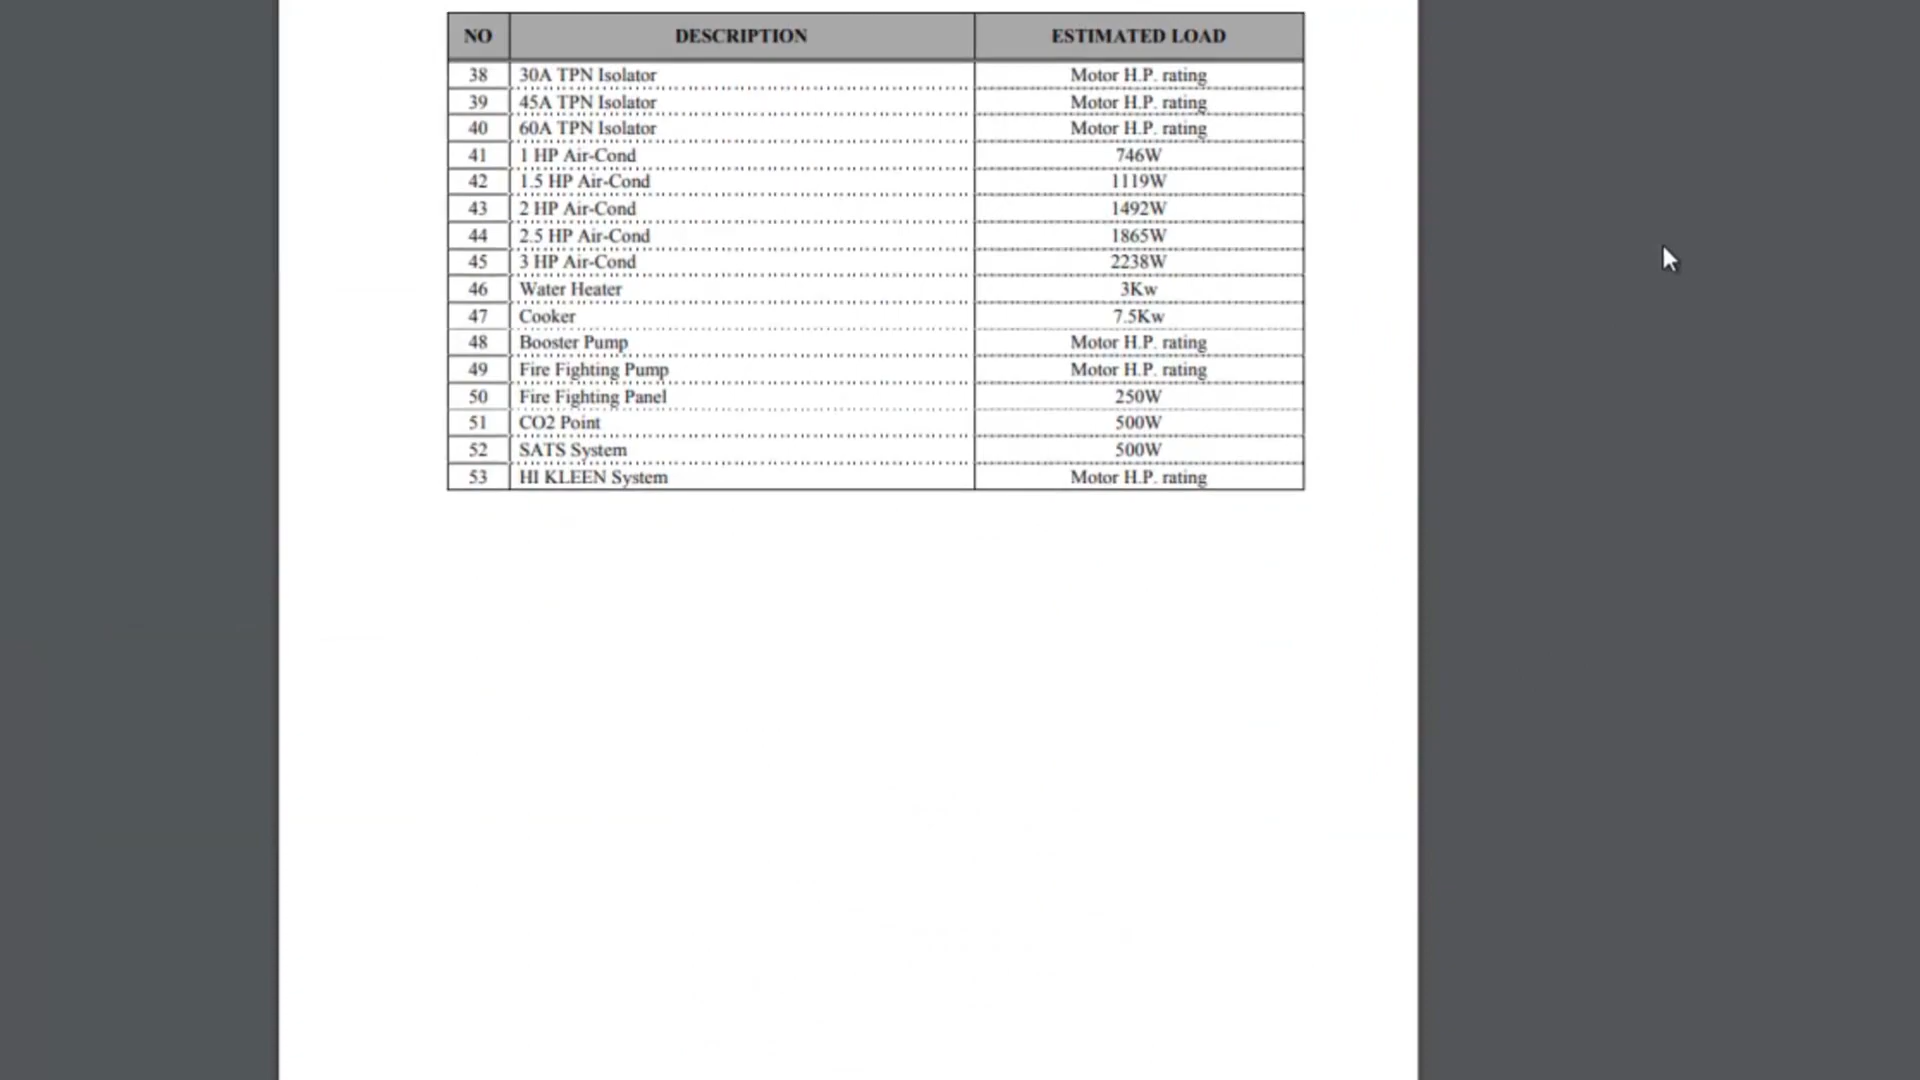 NO DESCRIPTION ESTIMATED LOAD
38 30A TPN Isolator Motor H.P. rating
39 45A TPN Isolator Motor H.P. rating
40 60A TPN Isolator Motor H.P. rating
41 1 HP Air-Cond 746W
42 1.5 HP Air-Cond 1119W
43 2 HP Air-Cond 1492W
44 2.5 HP Air-Cond 1865W
45 3 HP Air-Cond 2238W
46 Water Heater 3Kw
47 Cooker 7.5Kw
48 Booster Pump Motor H.P. rating
49 Fire Fighting Pump Motor H.P. rating
50 Fire Fighting Panel 250W
51 CO2 Point 500W
52 SATS System 500W
53 HI KLEEN System Motor H.P. rating